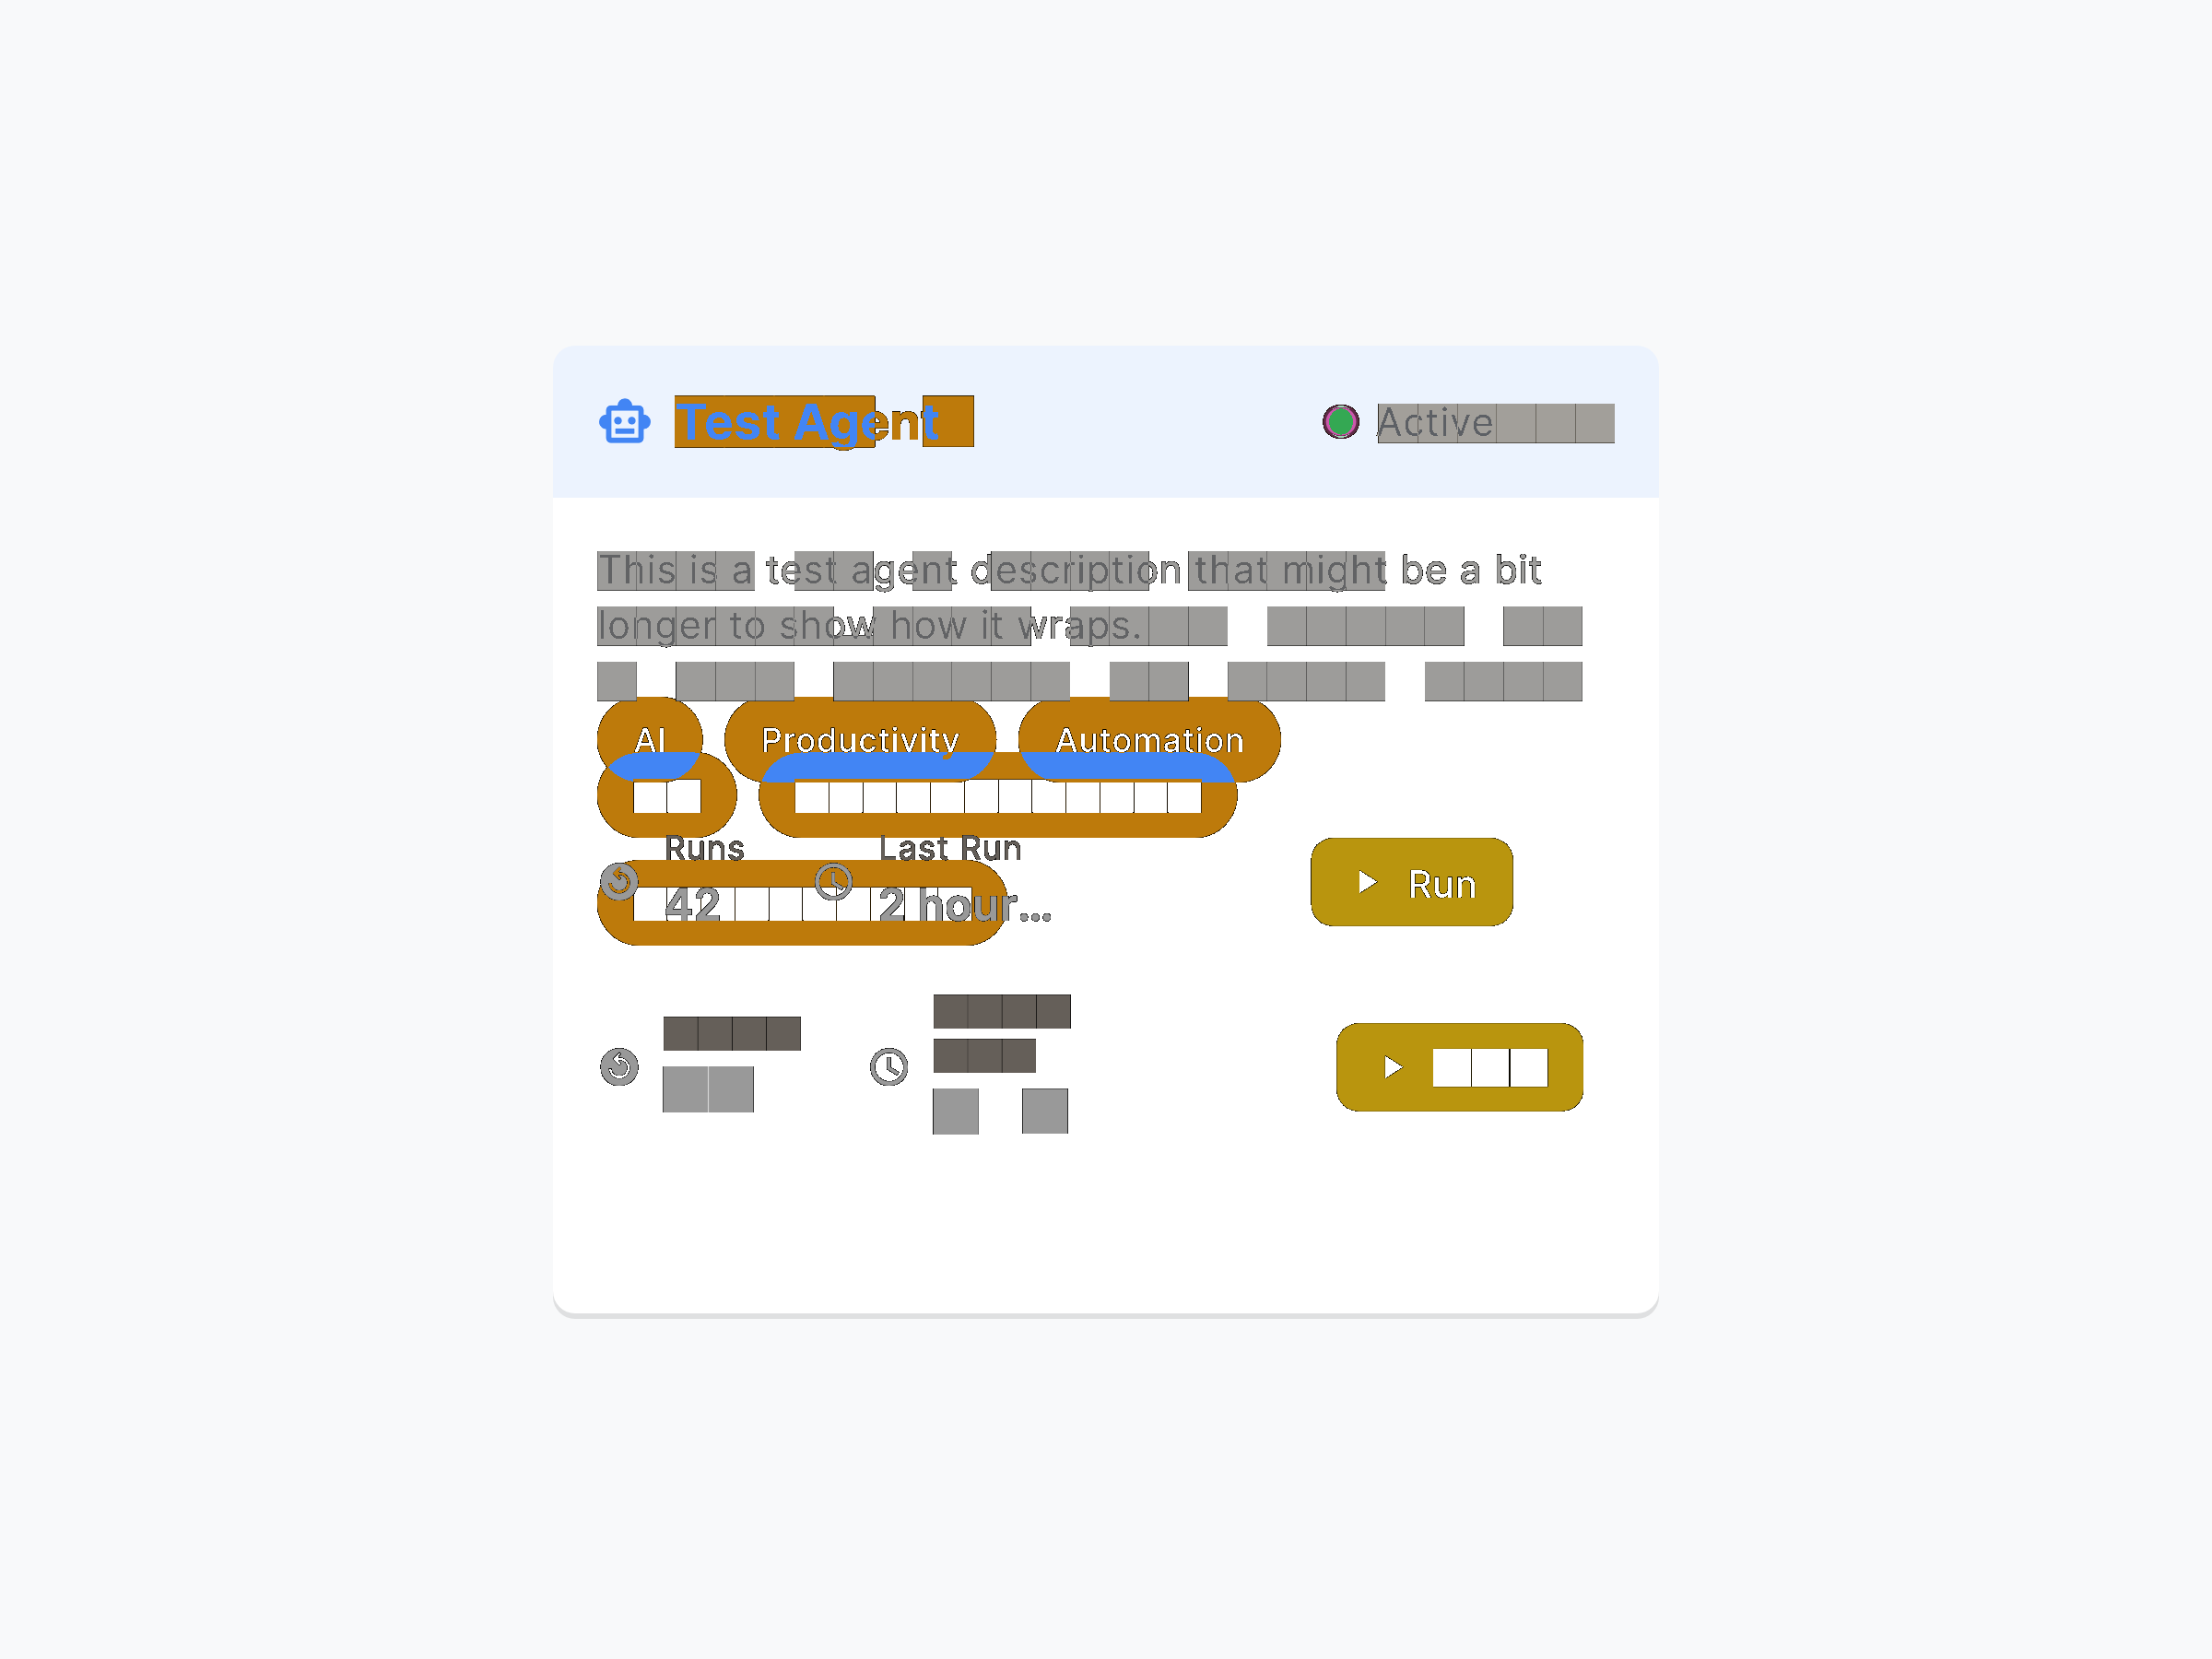 Test Agent
Active
This is a test agent description that might be a bit
longer to show how it wraps.
AI Productivity Automation
Runs Last Run
42 2 hour...
Run